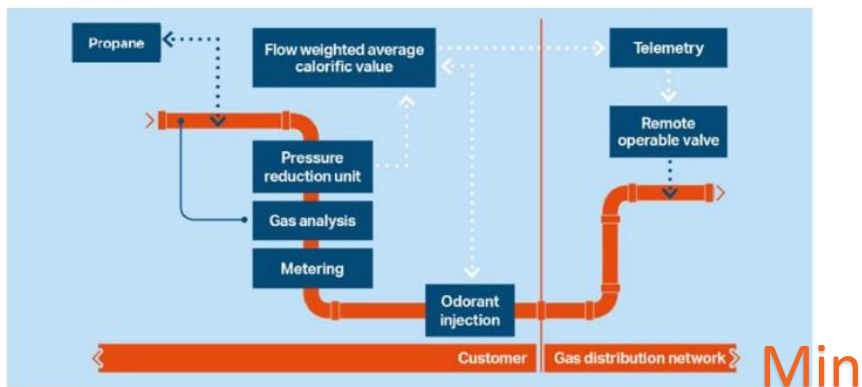 Propane
Flow weighted average
calorific value
Telemetry
Remote
operable valve
Pressure
reduction unit
Gas analysis
Metering
Odorant
injection
Customer
Gas distribution network
Min